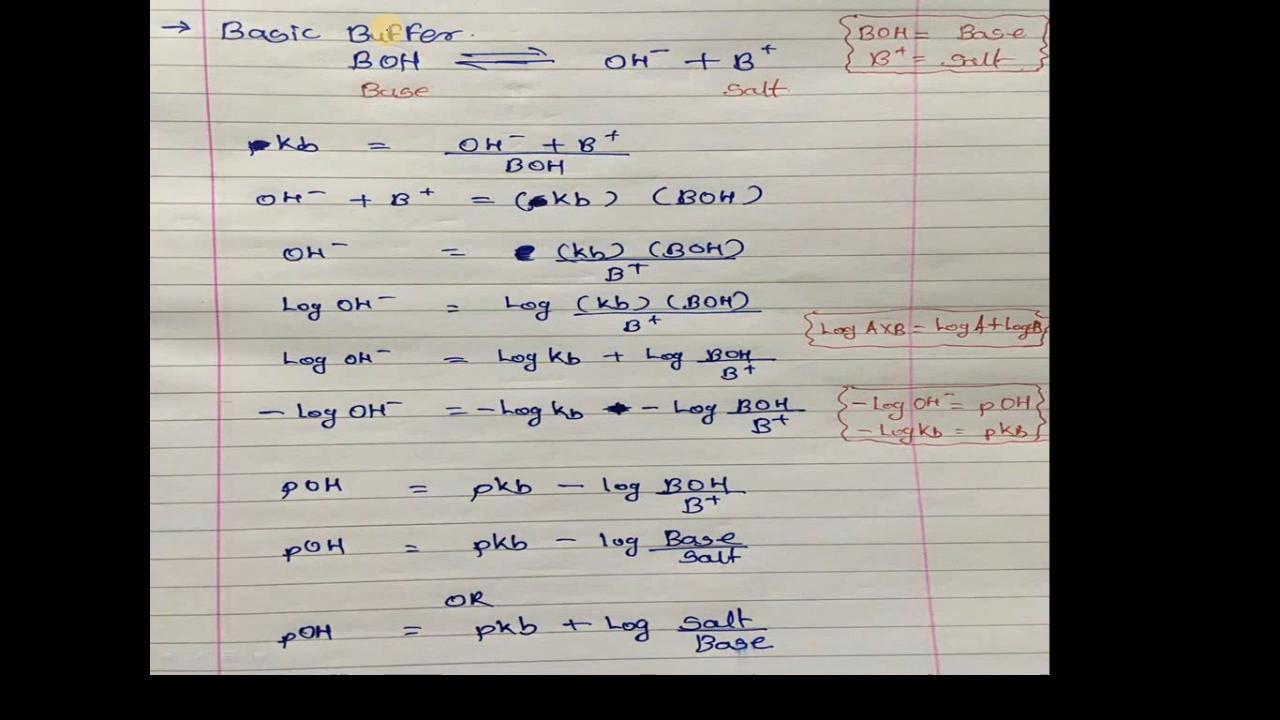 → Basic Buffer.
BOH ⇌ OH⁻ + B⁺
Base Salt
{BOH = Base
B⁺ = Salt}
Kb = OH⁻ + B⁺ / BOH
OH⁻ + B⁺ = (Kb) (BOH)
OH⁻ = (Kb) (BOH) / B⁺
Log OH⁻ = Log (Kb) (BOH) / B⁺
{Log A×B = Log A + Log B}
Log OH⁻ = Log Kb + Log BOH / B⁺
- log OH⁻ = - Log Kb - Log BOH / B⁺
{-log OH⁻ = pOH
-Log Kb = pKB}
pOH = pKb - log BOH / B⁺
pOH = pKb - log Base / Salt
OR
pOH = pKb + Log Salt / Base